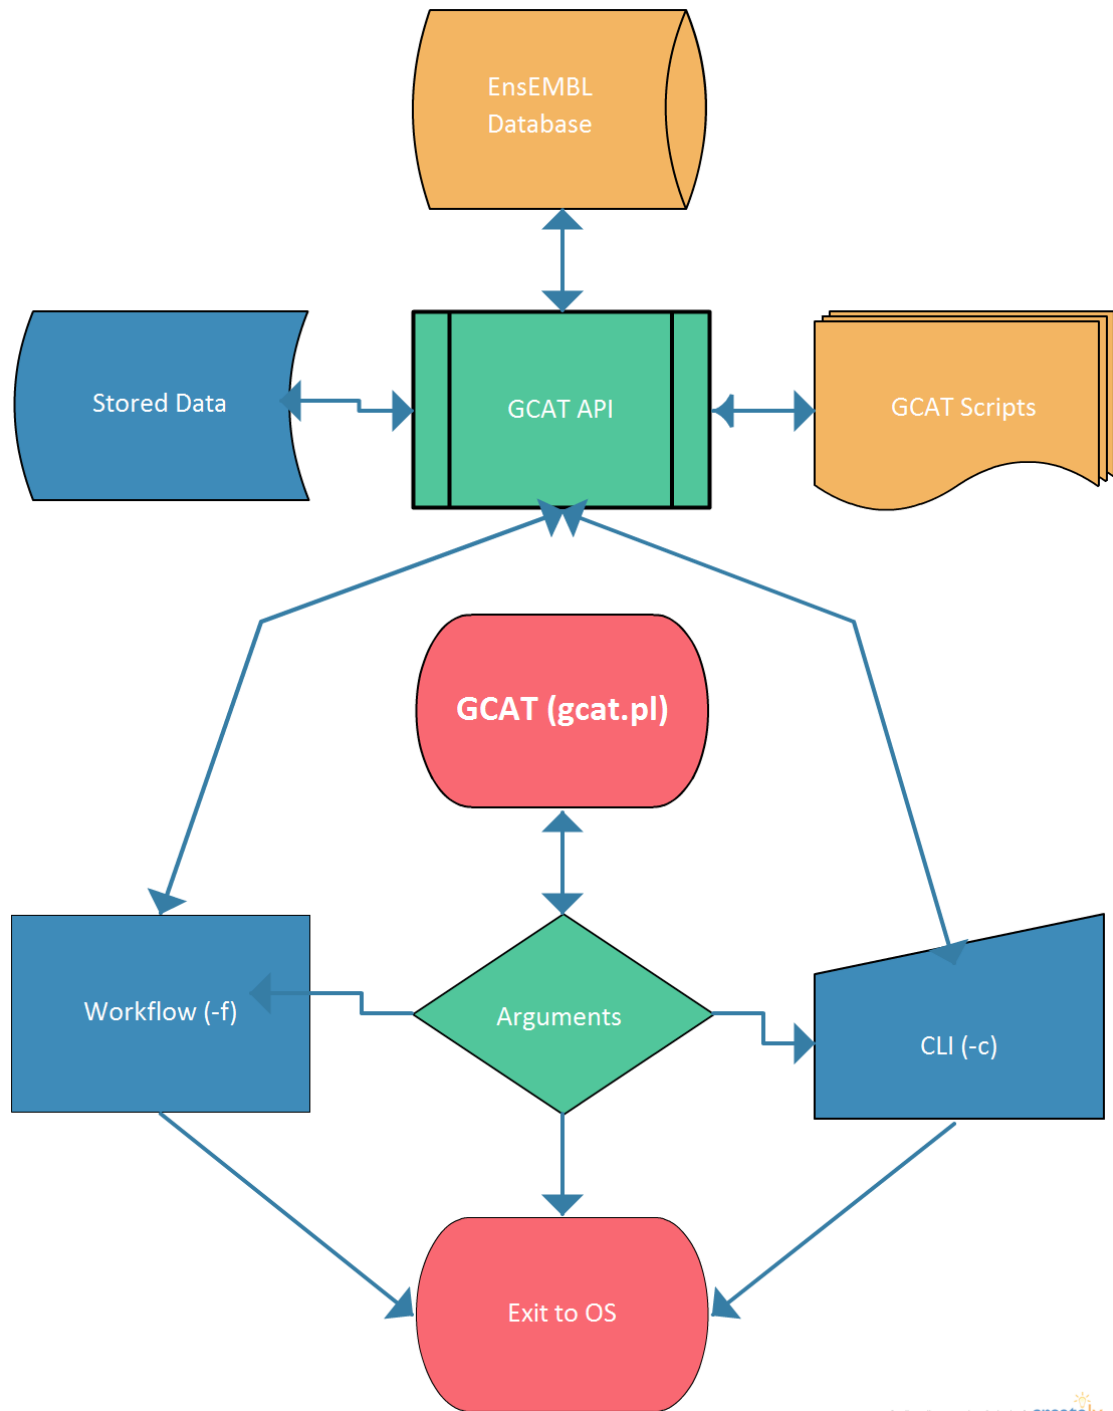 EnsEMBL
Database
Stored Data
GCAT API
GCAT Scripts
GCAT (gcat.pl)
Workflow (-f)
Arguments
CLI (-c)
Exit to OS